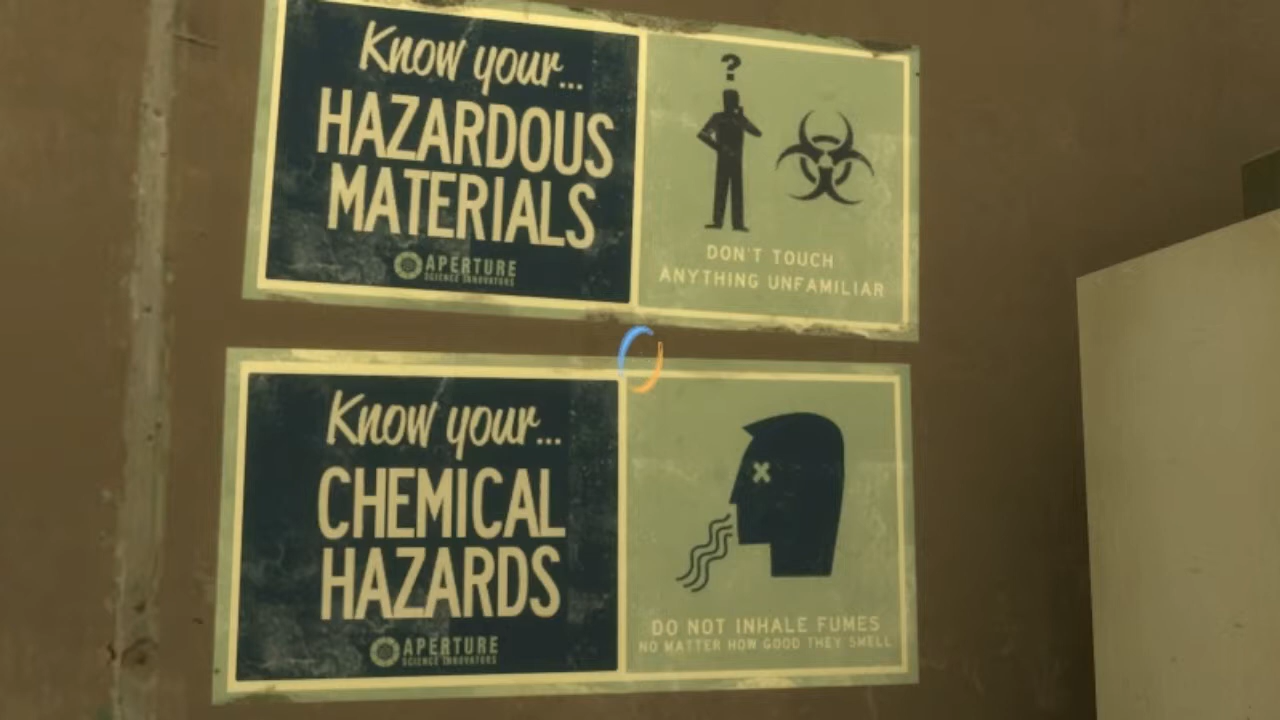 Know your...
HAZARDOUS
MATERIALS
APERTURE
SCIENCE INNOVATORS
?
DON'T TOUCH
ANYTHING UNFAMILIAR
Know your...
CHEMICAL
HAZARDS
APERTURE
SCIENCE INNOVATORS
DO NOT INHALE FUMES
NO MATTER HOW GOOD THEY SMELL